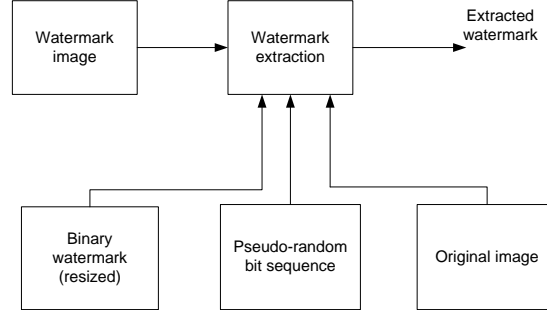 Watermark
image
Watermark
extraction
Extracted
watermark
Binary
watermark
(resized)
Pseudo-random
bit sequence
Original image